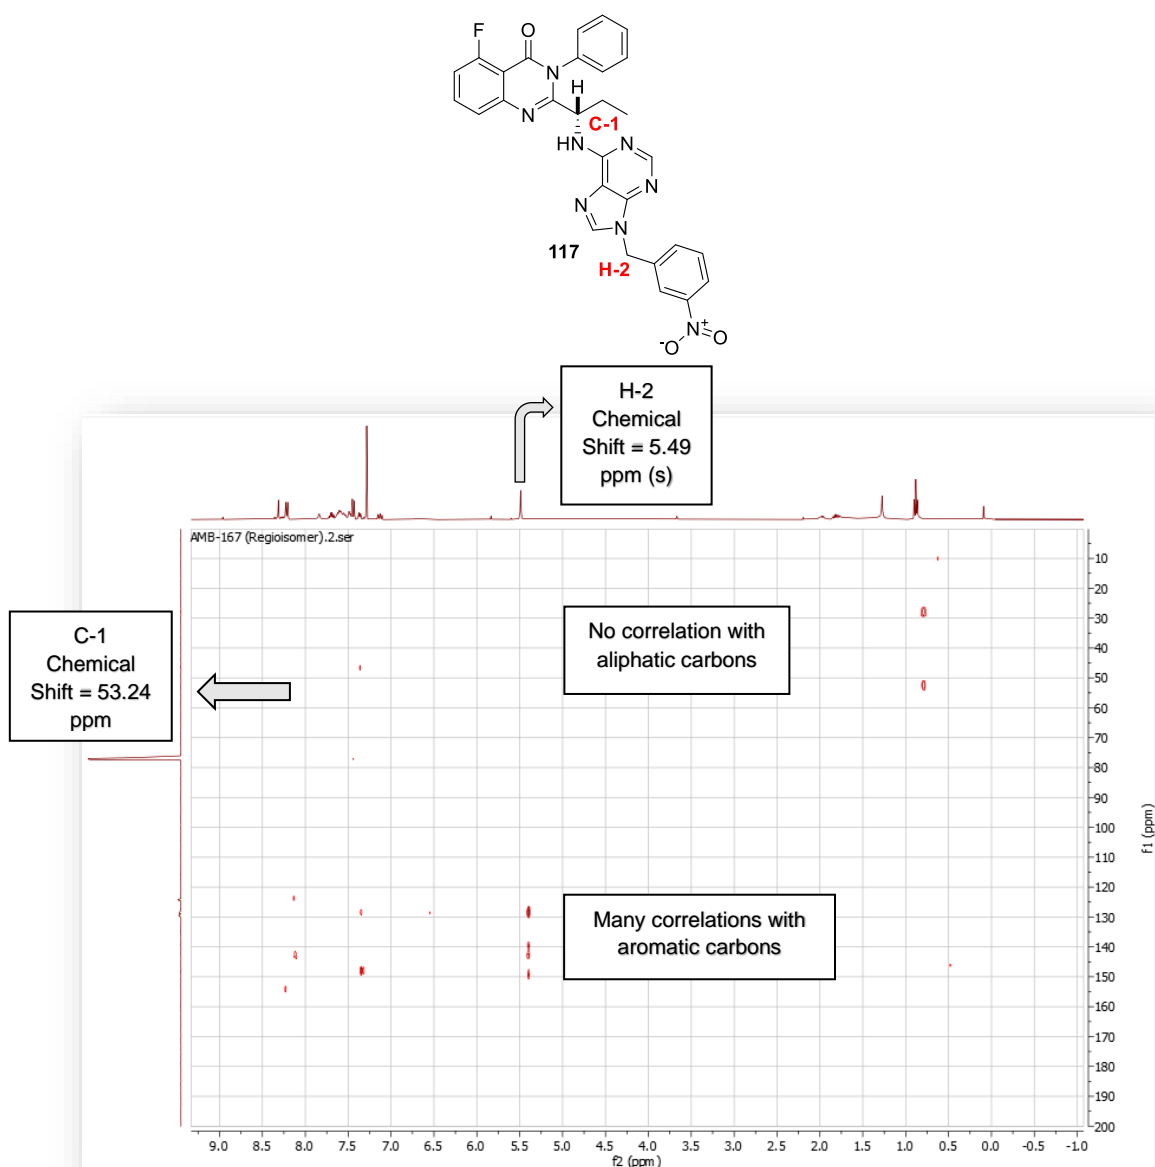 F
O
N
H
N
C-1
HN
N
N
N
N
117
H-2
N+
-O
O
H-2
Chemical
Shift = 5.49
ppm (s)
AMB-167 (Regioisomer).2.ser
C-1
Chemical
Shift = 53.24
ppm
No correlation with
aliphatic carbons
Many correlations with
aromatic carbons
10
20
30
40
50
60
70
80
90
100
110
120
130
140
150
160
170
180
190
200
f1 (ppm)
9.0 8.5 8.0 7.5 7.0 6.5 6.0 5.5 5.0 4.5 4.0 3.5 3.0 2.5 2.0 1.5 1.0 0.5 0.0 -0.5 -1.0
f2 (ppm)